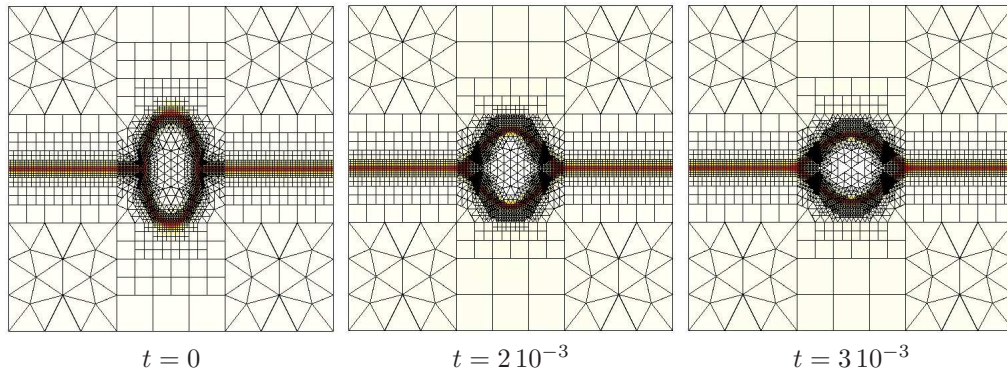 t = 0
t = 2 10⁻³
t = 3 10⁻³